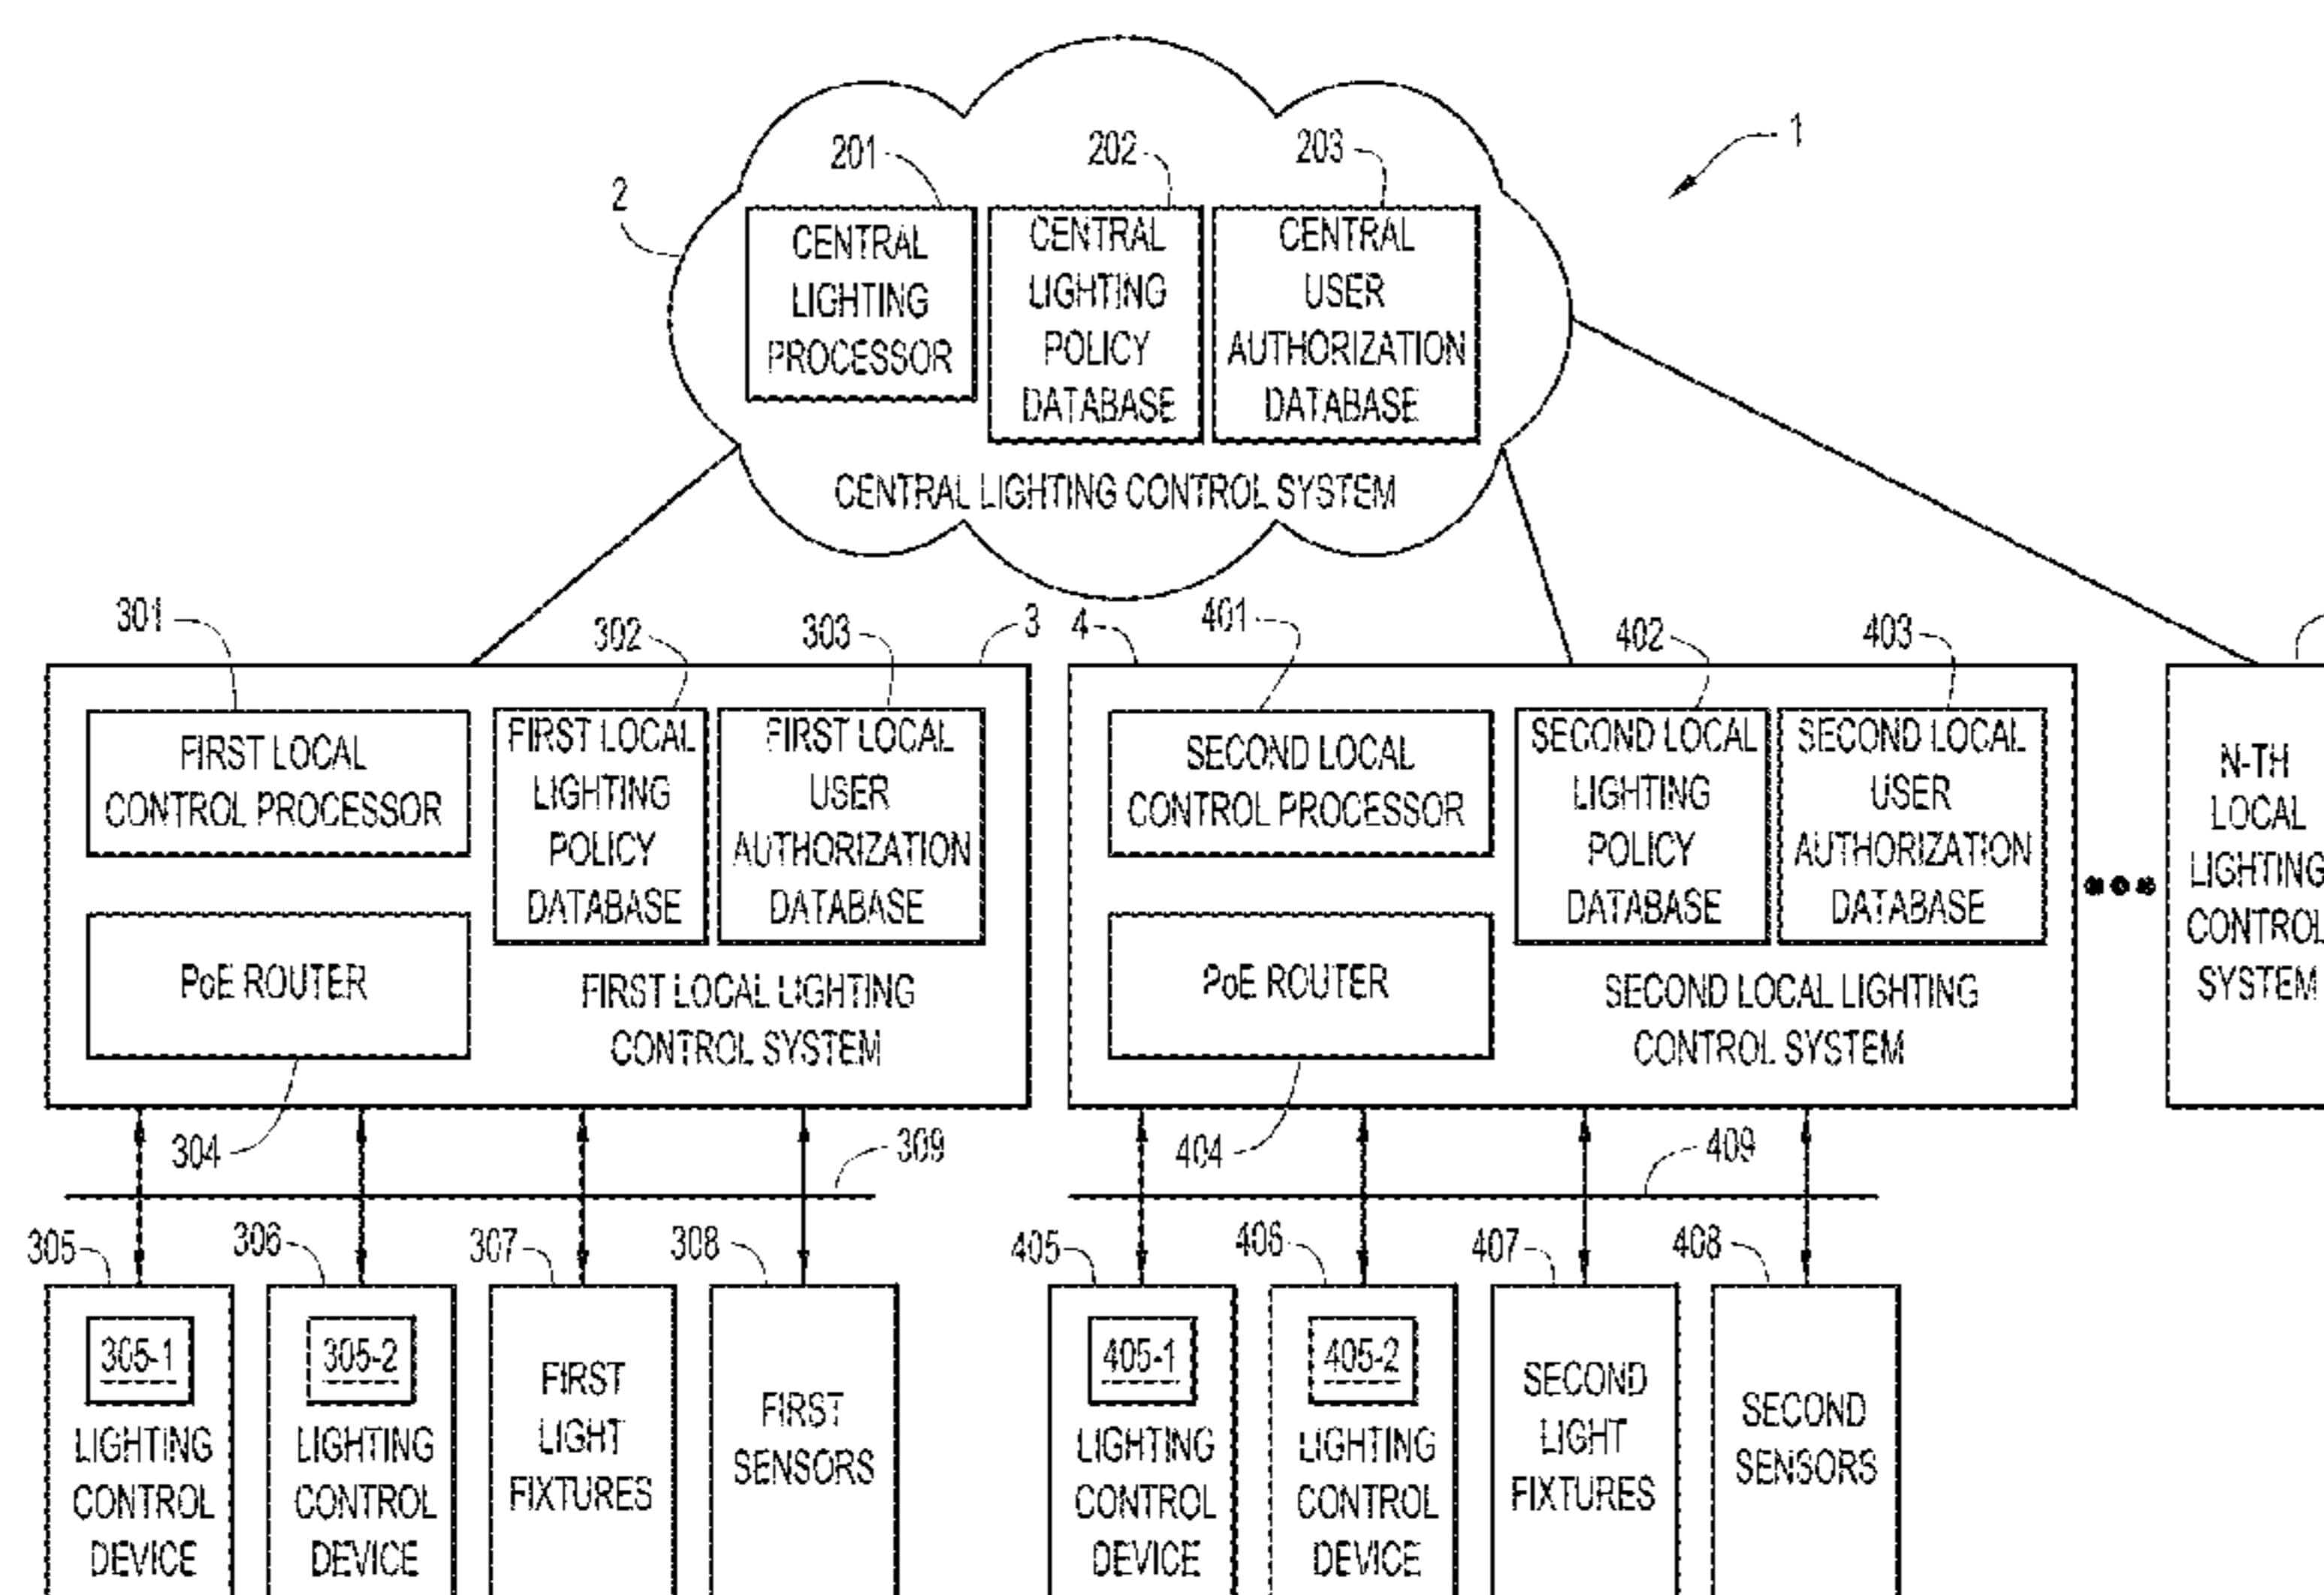 1
201
202
203
2
CENTRAL
LIGHTING
PROCESSOR
CENTRAL
LIGHTING
POLICY
DATABASE
CENTRAL
USER
AUTHORIZATION
DATABASE
CENTRAL LIGHTING CONTROL SYSTEM
301
302
303
3
4
401
402
403
FIRST LOCAL
CONTROL PROCESSOR
FIRST LOCAL
LIGHTING
POLICY
DATABASE
FIRST LOCAL
USER
AUTHORIZATION
DATABASE
PoE ROUTER
FIRST LOCAL LIGHTING
CONTROL SYSTEM
SECOND LOCAL
CONTROL PROCESSOR
SECOND LOCAL
LIGHTING
POLICY
DATABASE
SECOND LOCAL
USER
AUTHORIZATION
DATABASE
PoE ROUTER
SECOND LOCAL LIGHTING
CONTROL SYSTEM
N-TH
LOCAL
LIGHTING
CONTROL
SYSTEM
304
309
404
409
305
306
307
308
405
406
407
408
305-1
LIGHTING
CONTROL
DEVICE
305-2
LIGHTING
CONTROL
DEVICE
FIRST
LIGHT
FIXTURES
FIRST
SENSORS
405-1
LIGHTING
CONTROL
DEVICE
405-2
LIGHTING
CONTROL
DEVICE
SECOND
LIGHT
FIXTURES
SECOND
SENSORS